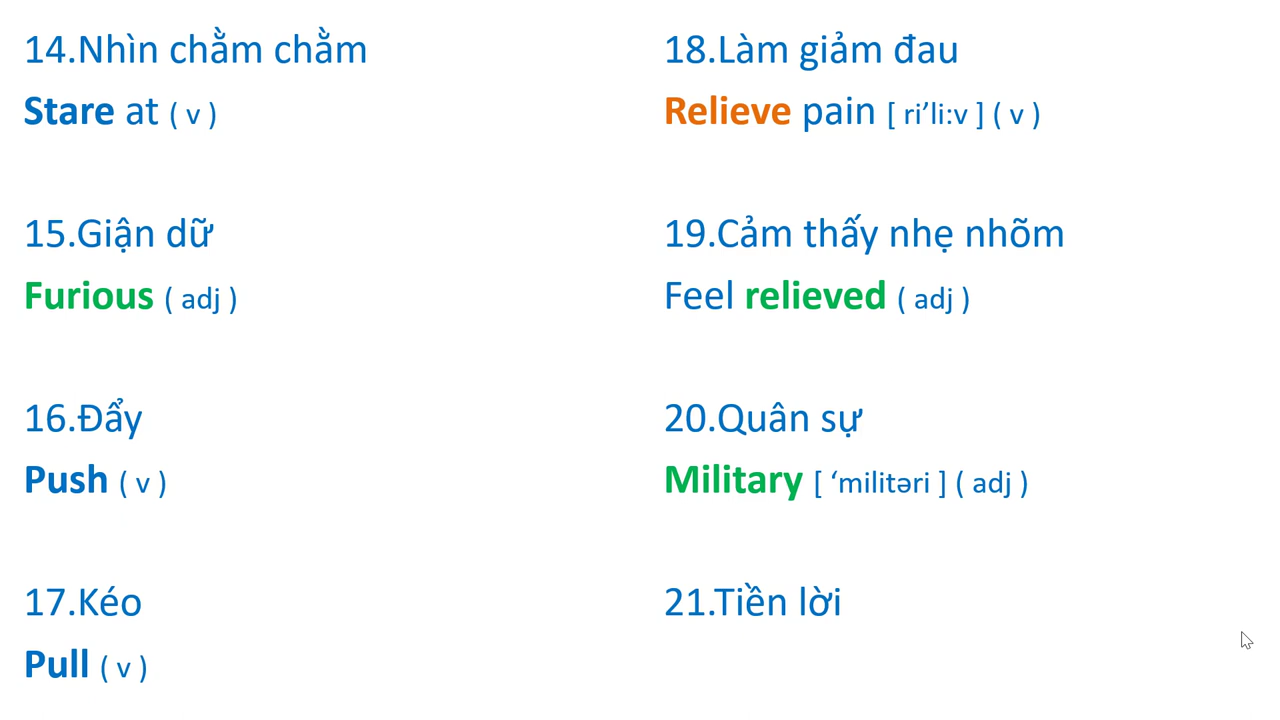 14.Nhìn chằm chằm
Stare at ( v )
15.Giận dữ
Furious ( adj )
16.Đẩy
Push ( v )
17.Kéo
Pull ( v )
18.Làm giảm đau
Relieve pain [ ri’li:v ] ( v )
19.Cảm thấy nhẹ nhõm
Feel relieved ( adj )
20.Quân sự
Military [ ‘militəri ] ( adj )
21.Tiền lời